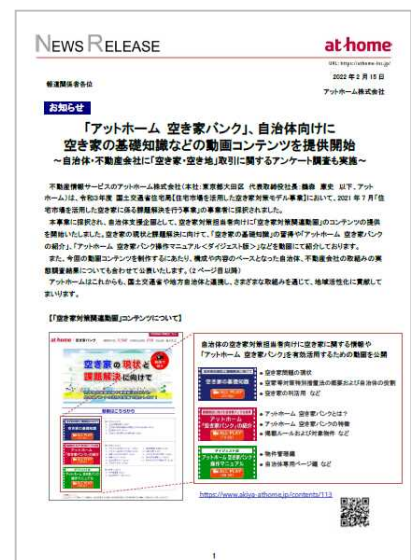 NEWS RELEASE
at home
URL: https://athome-inc.jp/
2022 年 2 月 15 日
報道関係者各位
アットホーム株式会社
お知らせ
「アットホーム 空き家バンク」、自治体向けに
空き家の基礎知識などの動画コンテンツを提供開始
～自治体・不動産会社に「空き家・空き地」取引に関するアンケート調査も実施～
不動産情報サービスのアットホーム株式会社(本社:東京都大田区 代表取締役社長:鶴森 康史 以下、アット
ホーム)は、令和3年度 国土交通省住宅局【住宅市場を活用した空き家対策モデル事業】において、2021 年 7 月「住
宅市場を活用した空き家に係る課題解決を行う事業」の事業者に採択されました。
本事業に採択され、自治体支援企画として、空き家対策担当者向けに「空き家対策関連動画」のコンテンツの提供
を開始いたしました。空き家の現状と課題解決に向けて、「空き家の基礎知識」の習得や「アットホーム 空き家バンク
の紹介」、「アットホーム 空き家バンク操作マニュアル<ダイジェスト版>」などを動画にて紹介しております。
また、今回の動画コンテンツを制作するにあたり、構成や内容のベースとなった自治体、不動産会社の取組みの実
態調査結果についても合わせて公表いたします。(2 ページ目以降)
アットホームはこれからも、国土交通省や地方自治体と連携し、さまざまな取組みを通じて、地域活性化に貢献して
まいります。
【「空き家対策関連動画」コンテンツについて】
at home 空き家バンク
空き家の現状と
課題解決に向けて
動画はこちらから
自治体の空き家対策担当者向けに空き家に関する情報や
「アットホーム 空き家バンク」を有効活用するための動画を公開
空き家の基礎知識
● 空き家問題の現状
● 空家等対策特別措置法の概要および自治体の役割
● 空き家の利活用 など
アットホーム
"空き家バンク"の紹介
● アットホーム 空き家バンクとは?
● アットホーム 空き家バンクの特徴
● 掲載ルールおよび対象物件 など
アットホーム 空き家バンク
操作マニュアル
● 物件管理編
● 自治体専用ページ編 など
https://www.akiya-athome.jp/contents/113
1